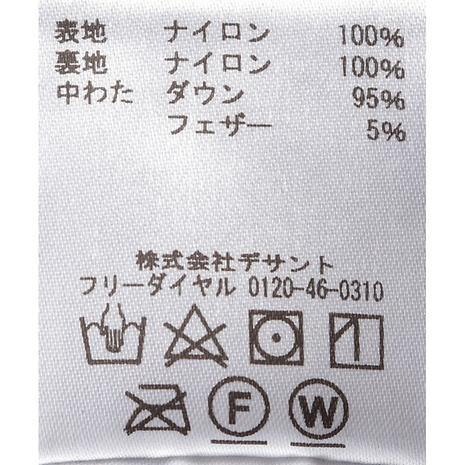 表地 ナイロン 100%
裏地 ナイロン 100%
中わた ダウン 95%
フェザー 5%
株式会社デサント
フリーダイヤル 0120-46-0310
F W